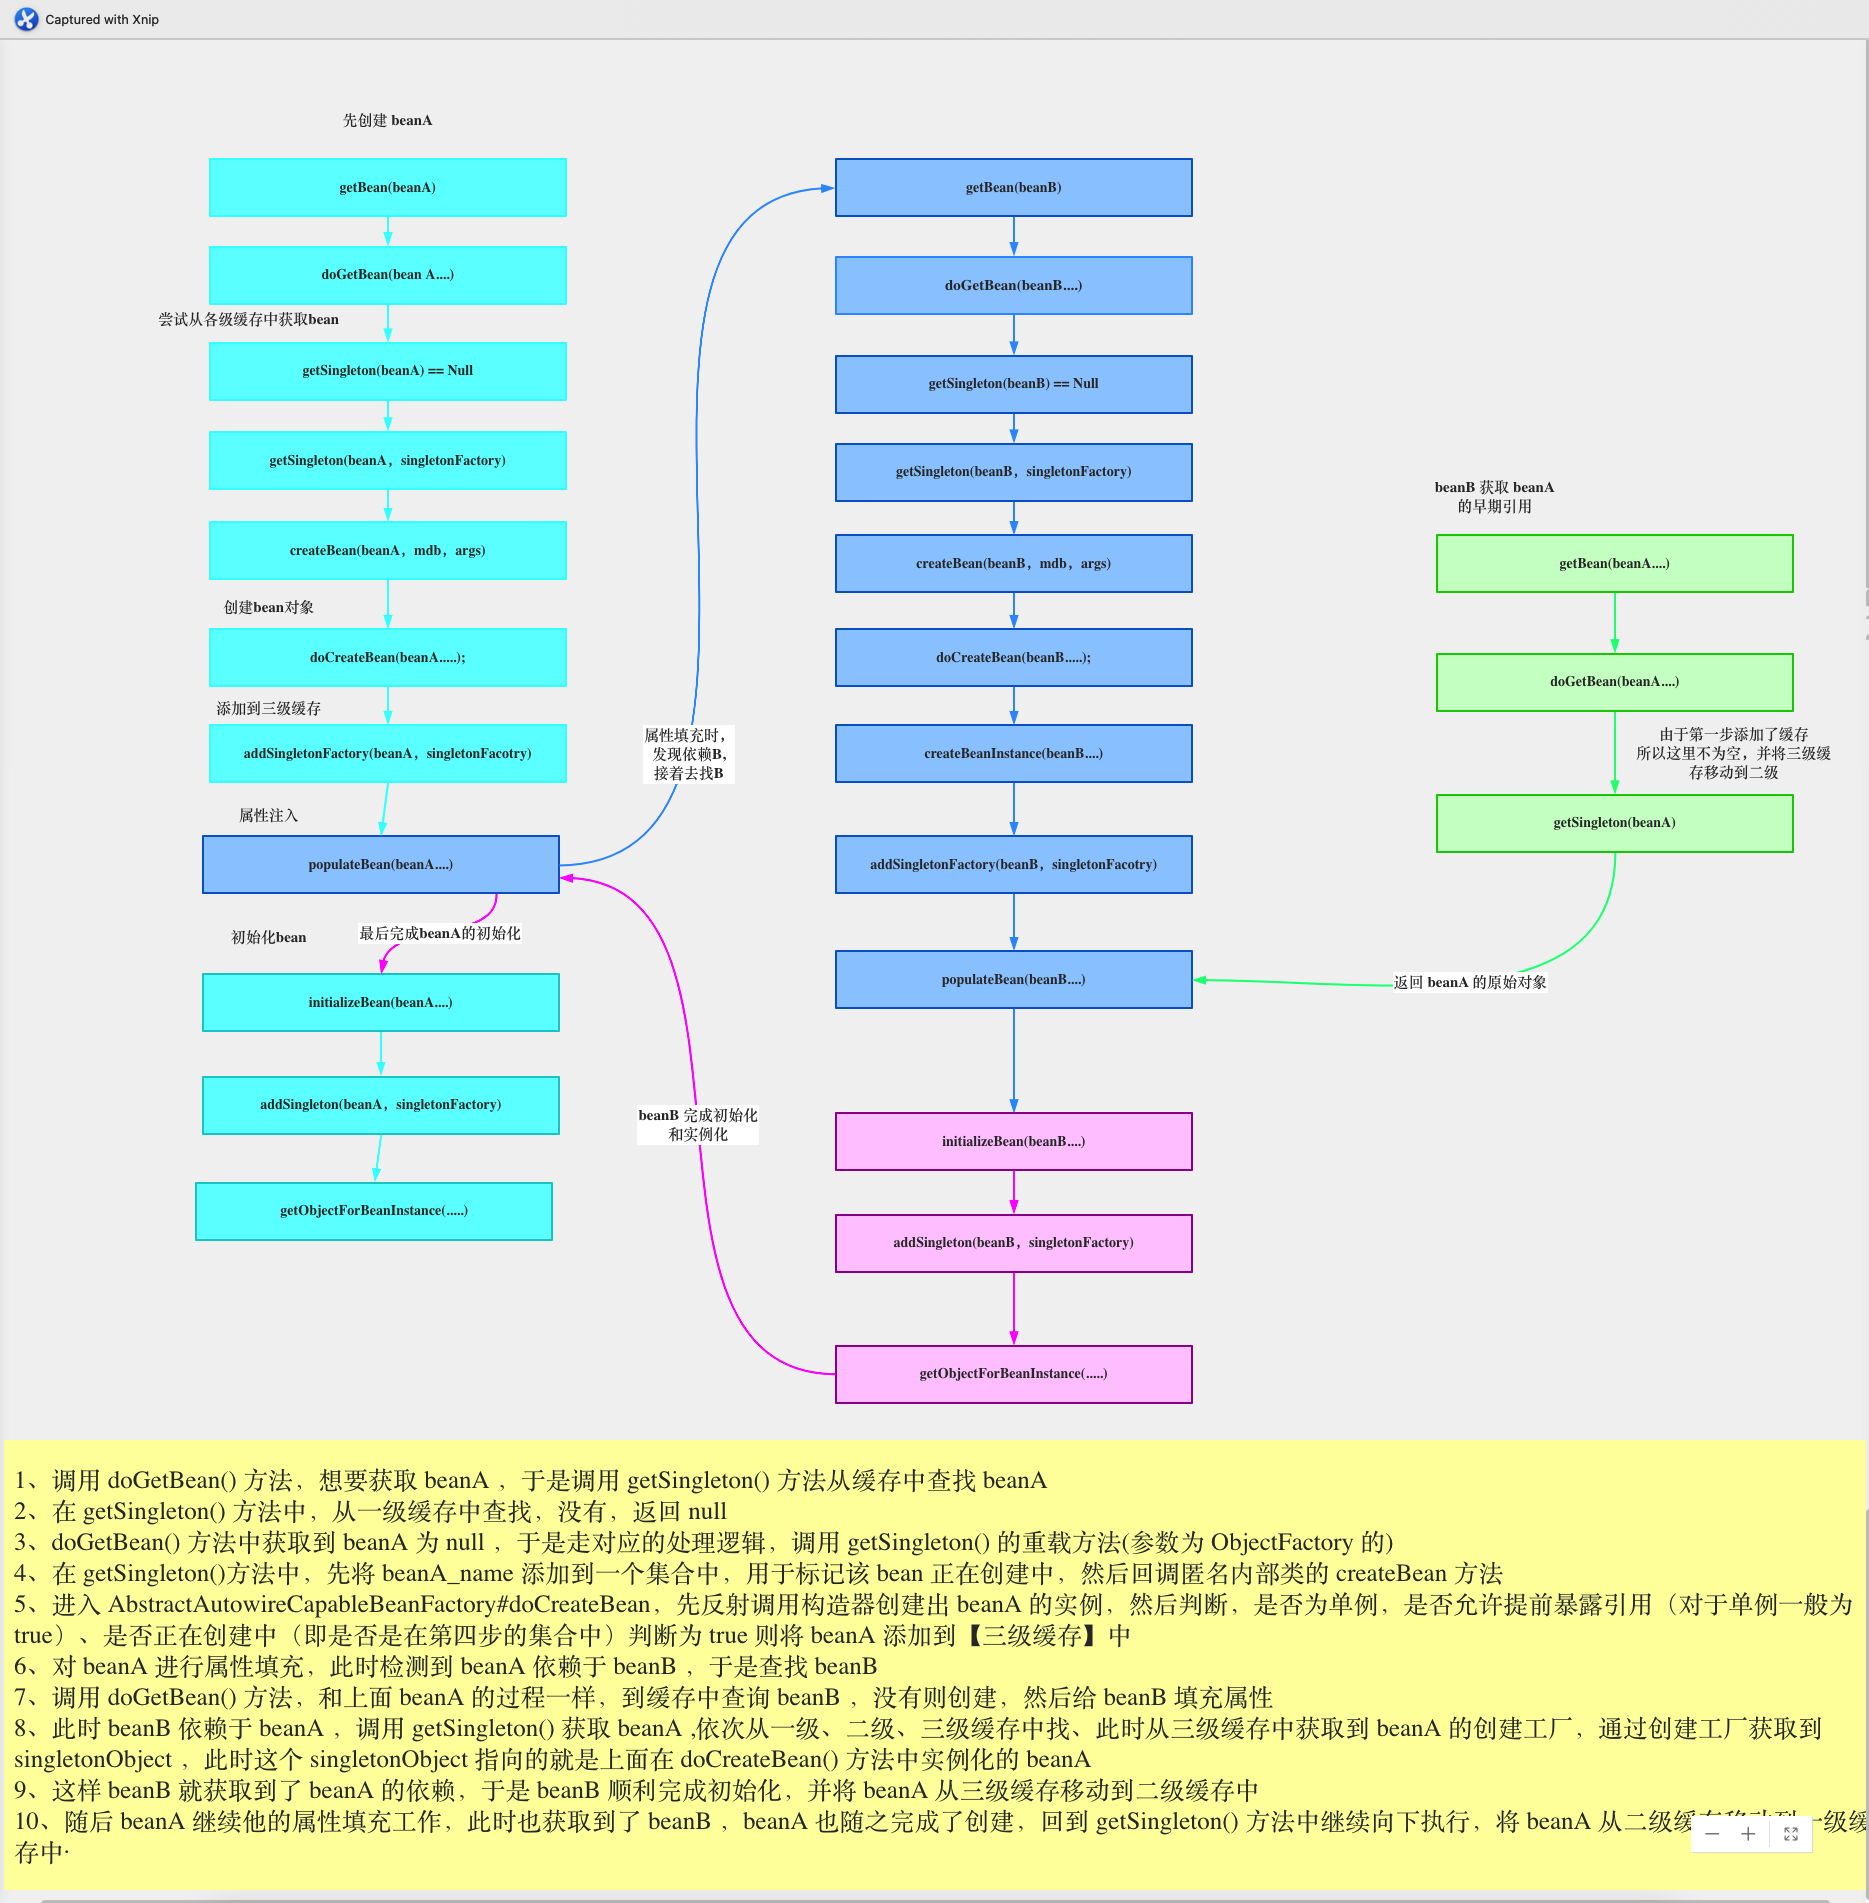 Captured with Xnip
先创建 beanA
getBean(beanA)
doGetBean(bean A....)
尝试从各级缓存中获取bean
getSingleton(beanA) == Null
getSingleton(beanA，singletonFactory)
createBean(beanA，mdb，args)
创建bean对象
doCreateBean(beanA.....);
添加到三级缓存
addSingletonFactory(beanA，singletonFacotry)
属性注入
populateBean(beanA....)
初始化bean
最后完成beanA的初始化
initializeBean(beanA....)
addSingleton(beanA，singletonFactory)
getObjectForBeanInstance(.....)
属性填充时，
发现依赖B，
接着去找B
beanB 完成初始化
和实例化
getBean(beanB)
doGetBean(beanB....)
getSingleton(beanB) == Null
getSingleton(beanB，singletonFactory)
createBean(beanB，mdb，args)
doCreateBean(beanB.....);
createBeanInstance(beanB....)
addSingletonFactory(beanB，singletonFacotry)
populateBean(beanB....)
initializeBean(beanB....)
addSingleton(beanB，singletonFactory)
getObjectForBeanInstance(.....)
beanB 获取 beanA
的早期引用
getBean(beanA....)
doGetBean(beanA....)
由于第一步添加了缓存
所以这里不为空，并将三级缓
存移动到二级
getSingleton(beanA)
返回 beanA 的原始对象
1、调用 doGetBean() 方法，想要获取 beanA ，于是调用 getSingleton() 方法从缓存中查找 beanA
2、在 getSingleton() 方法中，从一级缓存中查找，没有，返回 null
3、doGetBean() 方法中获取到 beanA 为 null ，于是走对应的处理逻辑，调用 getSingleton() 的重载方法(参数为 ObjectFactory 的)
4、在 getSingleton()方法中，先将 beanA_name 添加到一个集合中，用于标记该 bean 正在创建中，然后回调匿名内部类的 createBean 方法
5、进入 AbstractAutowireCapableBeanFactory#doCreateBean，先反射调用构造器创建出 beanA 的实例，然后判断，是否为单例，是否允许提前暴露引用（对于单例一般为
true）、是否正在创建中（即是否是在第四步的集合中）判断为 true 则将 beanA 添加到【三级缓存】中
6、对 beanA 进行属性填充，此时检测到 beanA 依赖于 beanB ，于是查找 beanB
7、调用 doGetBean() 方法，和上面 beanA 的过程一样，到缓存中查询 beanB ，没有则创建，然后给 beanB 填充属性
8、此时 beanB 依赖于 beanA ，调用 getSingleton() 获取 beanA ,依次从一级、二级、三级缓存中找、此时从三级缓存中获取到 beanA 的创建工厂，通过创建工厂获取到
singletonObject ，此时这个 singletonObject 指向的就是上面在 doCreateBean() 方法中实例化的 beanA
9、这样 beanB 就获取到了 beanA 的依赖，于是 beanB 顺利完成初始化，并将 beanA 从三级缓存移动到二级缓存中
10、随后 beanA 继续他的属性填充工作，此时也获取到了 beanB ，beanA 也随之完成了创建，回到 getSingleton() 方法中继续向下执行，将 beanA 从二级缓存移动到一级缓
存中·